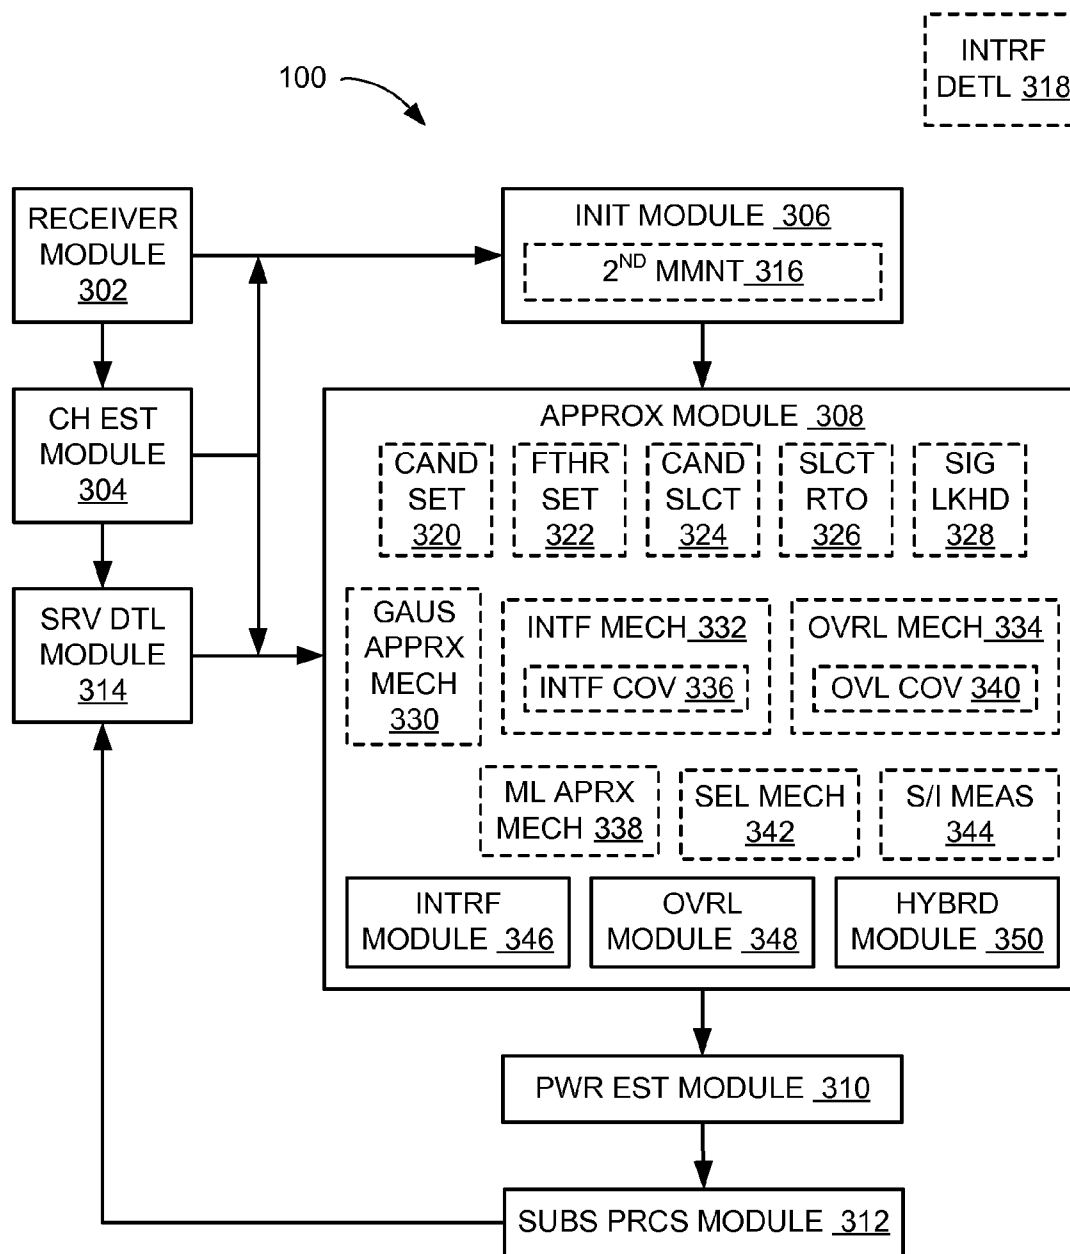 INTRF
DETL 318
100
RECEIVER
MODULE
302
INIT MODULE 306
2ND MMNT 316
CH EST
MODULE
304
APPROX MODULE 308
CAND
SET
320
FTHR
SET
322
CAND
SLCT
324
SLCT
RTO
326
SIG
LKHD
328
SRV DTL
MODULE
314
GAUS
APPRX
MECH
330
INTF MECH 332
INTF COV 336
OVRL MECH 334
OVL COV 340
ML APRX
MECH 338
SEL MECH
342
S/I MEAS
344
INTRF
MODULE 346
OVRL
MODULE 348
HYBRD
MODULE 350
PWR EST MODULE 310
SUBS PRCS MODULE 312